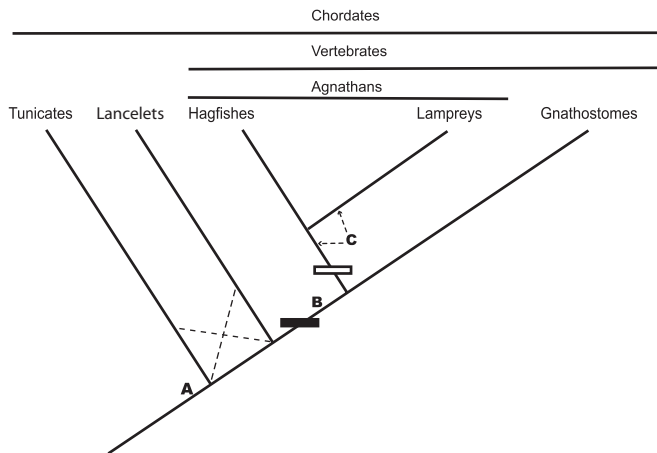 Chordates
Vertebrates
Agnathans
Tunicates Lancelets Hagfishes Lampreys Gnathostomes
C
B
A